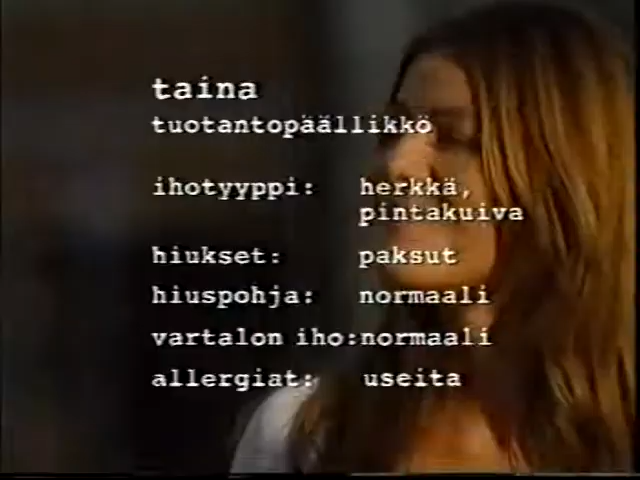 taina
tuotantopäällikkö
ihotyyppi: herkkä,
pintakuiva
hiukset: paksut
hiuspohja: normaali
vartalon iho: normaali
allergiat: useita